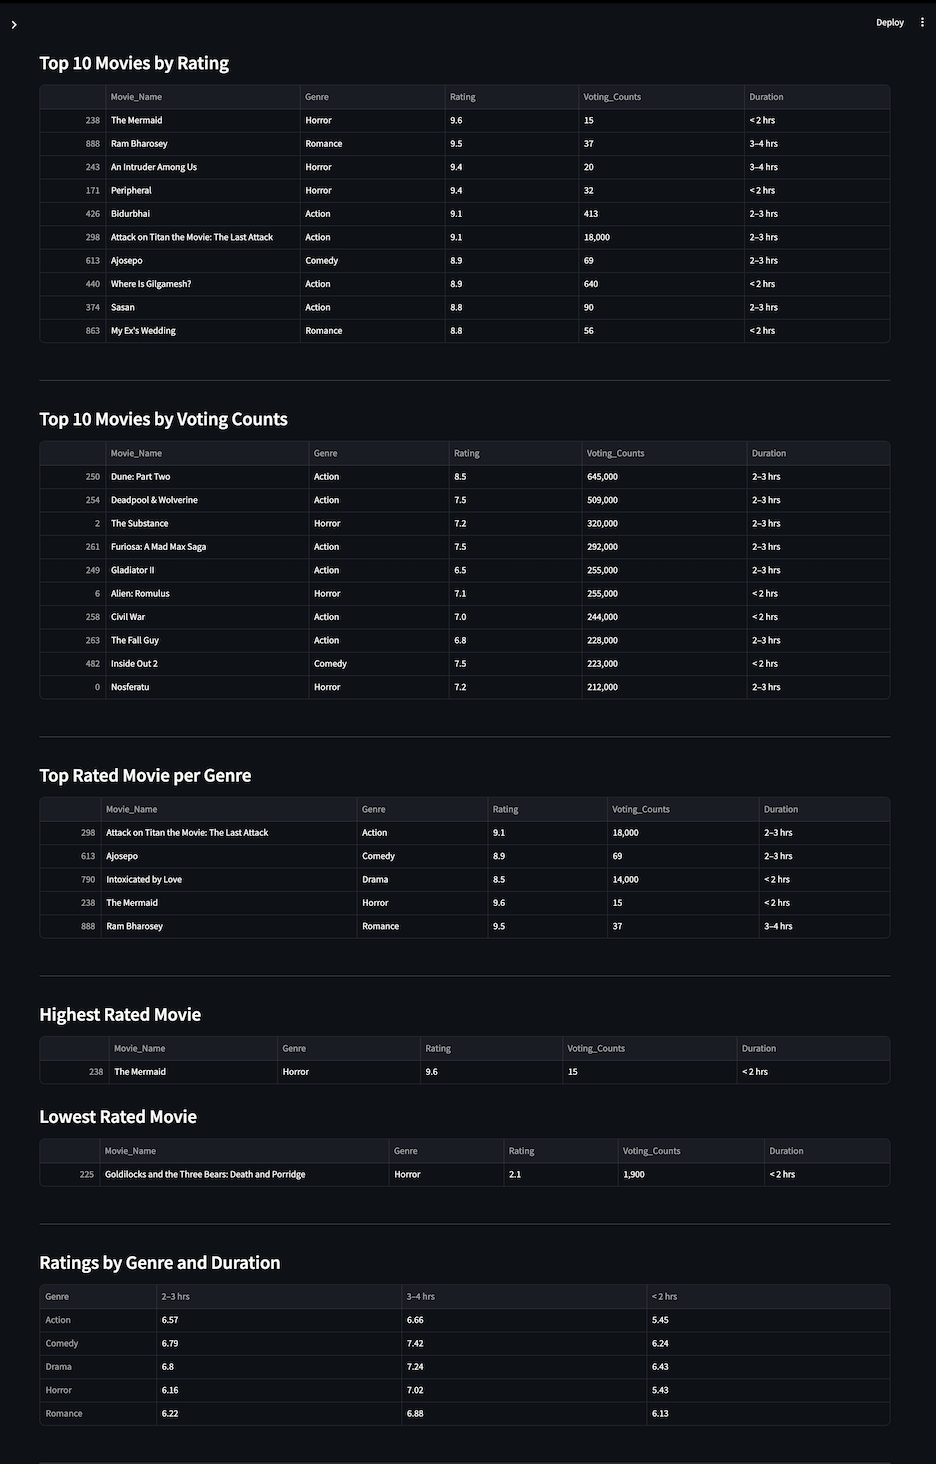 Deploy
Top 10 Movies by Rating
Movie_Name Genre Rating Voting_Counts Duration
238 The Mermaid Horror 9.6 15 < 2 hrs
888 Ram Bharosey Romance 9.5 37 3–4 hrs
243 An Intruder Among Us Horror 9.4 20 3–4 hrs
171 Peripheral Horror 9.4 32 < 2 hrs
426 Bidurbhai Action 9.1 413 2–3 hrs
298 Attack on Titan the Movie: The Last Attack Action 9.1 18,000 2–3 hrs
613 Ajosepo Comedy 8.9 69 2–3 hrs
440 Where Is Gilgamesh? Action 8.9 640 < 2 hrs
374 Sasan Action 8.8 90 2–3 hrs
863 My Ex's Wedding Romance 8.8 56 < 2 hrs
Top 10 Movies by Voting Counts
Movie_Name Genre Rating Voting_Counts Duration
250 Dune: Part Two Action 8.5 645,000 2–3 hrs
254 Deadpool & Wolverine Action 7.5 509,000 2–3 hrs
2 The Substance Horror 7.2 320,000 2–3 hrs
261 Furiosa: A Mad Max Saga Action 7.5 292,000 2–3 hrs
249 Gladiator II Action 6.5 255,000 2–3 hrs
6 Alien: Romulus Horror 7.1 255,000 < 2 hrs
258 Civil War Action 7.0 244,000 < 2 hrs
263 The Fall Guy Action 6.8 228,000 2–3 hrs
482 Inside Out 2 Comedy 7.5 223,000 < 2 hrs
0 Nosferatu Horror 7.2 212,000 2–3 hrs
Top Rated Movie per Genre
Movie_Name Genre Rating Voting_Counts Duration
298 Attack on Titan the Movie: The Last Attack Action 9.1 18,000 2–3 hrs
613 Ajosepo Comedy 8.9 69 2–3 hrs
790 Intoxicated by Love Drama 8.5 14,000 < 2 hrs
238 The Mermaid Horror 9.6 15 < 2 hrs
888 Ram Bharosey Romance 9.5 37 3–4 hrs
Highest Rated Movie
Movie_Name Genre Rating Voting_Counts Duration
238 The Mermaid Horror 9.6 15 < 2 hrs
Lowest Rated Movie
Movie_Name Genre Rating Voting_Counts Duration
225 Goldilocks and the Three Bears: Death and Porridge Horror 2.1 1,900 < 2 hrs
Ratings by Genre and Duration
Genre 2–3 hrs 3–4 hrs < 2 hrs
Action 6.57 6.66 5.45
Comedy 6.79 7.42 6.24
Drama 6.8 7.24 6.43
Horror 6.16 7.02 5.43
Romance 6.22 6.88 6.13